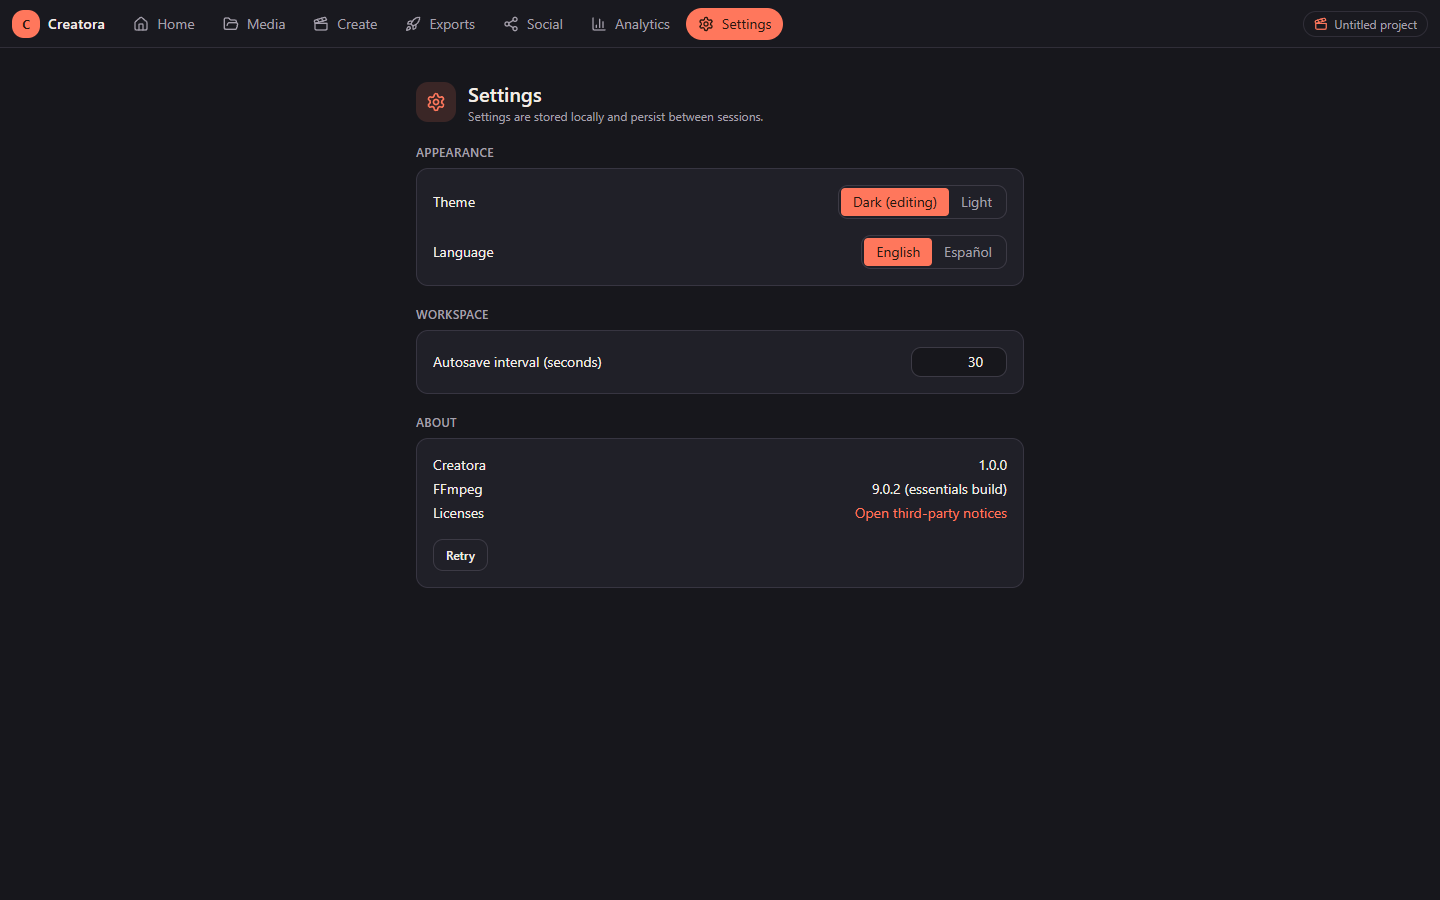 C Creatora Home Media Create Exports Social Analytics Settings Untitled project
Settings
Settings are stored locally and persist between sessions.
APPEARANCE
Theme Dark (editing) Light
Language English Español
WORKSPACE
Autosave interval (seconds) 30
ABOUT
Creatora 1.0.0
FFmpeg 9.0.2 (essentials build)
Licenses Open third-party notices
Retry